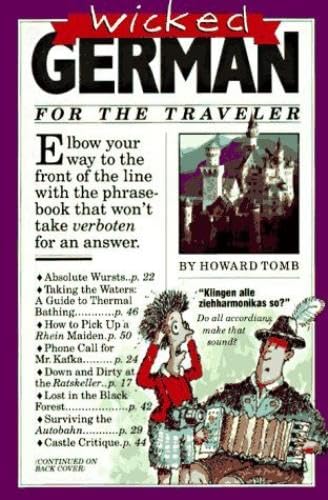 wicked
GERMAN
FOR THE TRAVELER
Elbow your
way to the
front of the line
with the phrase-
book that won't
take verboten
for an answer.
BY HOWARD TOMB
♦ Absolute Wursts..p. 22
♦ Taking the Waters:
A Guide to Thermal
Bathing............p. 46
♦ How to Pick Up a
Rhein Maiden.p. 50
♦ Phone Call for
Mr. Kafka.........p. 24
♦ Down and Dirty at
the Ratskeller..p. 17
♦ Lost in the Black
Forest...............p. 42
♦ Surviving the
Autobahn.........p. 29
♦ Castle Critique.p. 44
(CONTINUED ON
BACK COVER)
"Klingen alle
ziehharmonikas so?"
Do all accordians
make that
sound?